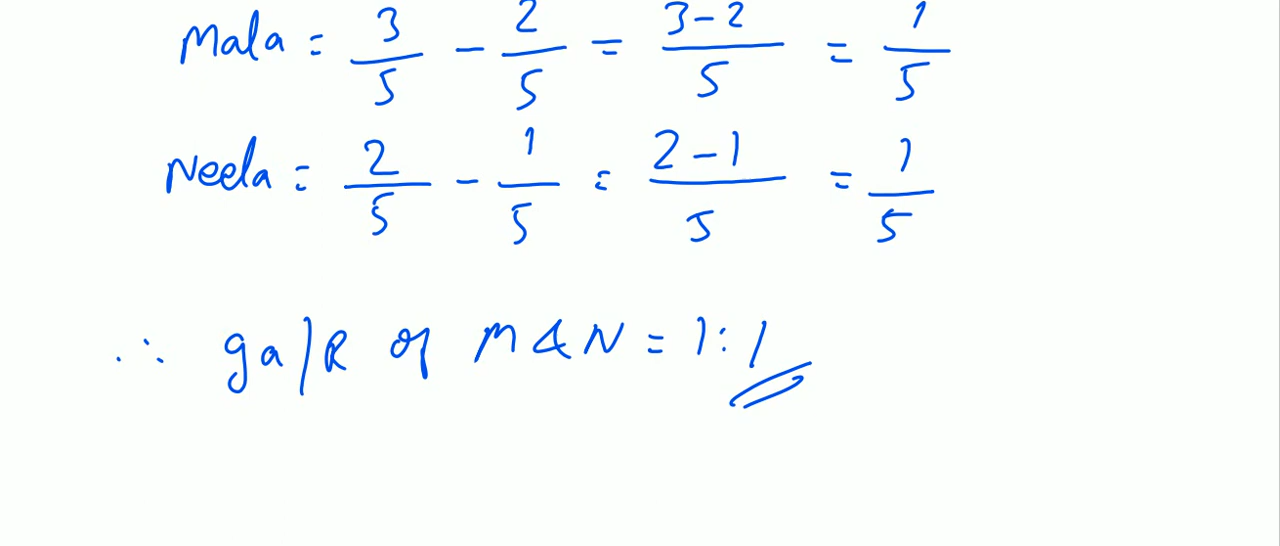 Mala = 3/5 - 2/5 = 3-2/5 = 1/5
Neela = 2/5 - 1/5 = 2-1/5 = 1/5
∴ ga/R of M & N = 1:1